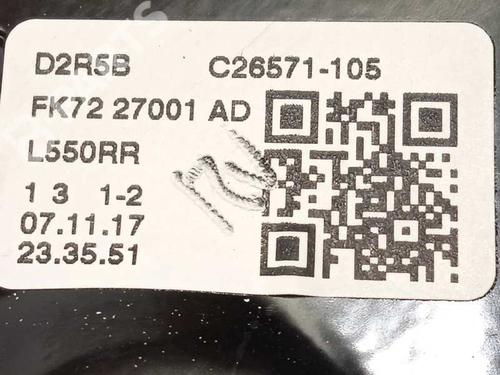 D2R5B C26571-105
FK72 27001 AD
L550RR
1 3 1-2
07.11.17
23.35.51